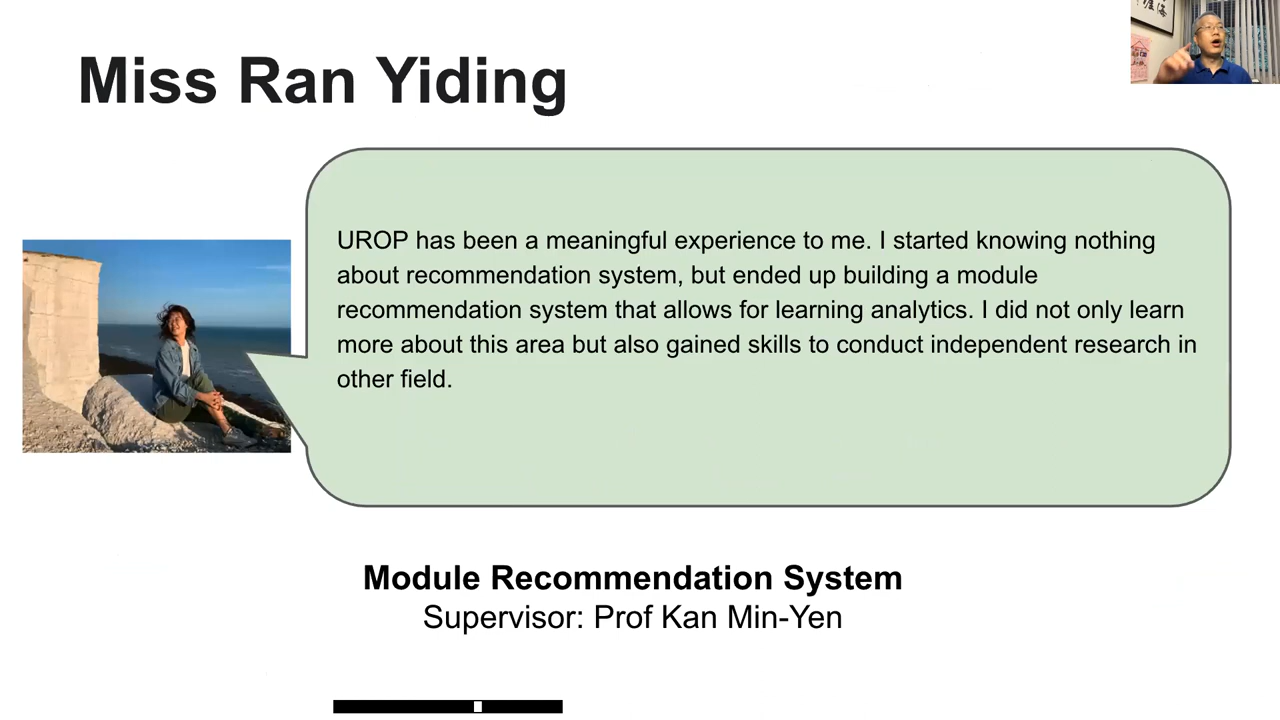 Miss Ran Yiding
UROP has been a meaningful experience to me. I started knowing nothing
about recommendation system, but ended up building a module
recommendation system that allows for learning analytics. I did not only learn
more about this area but also gained skills to conduct independent research in
other field.
Module Recommendation System
Supervisor: Prof Kan Min-Yen